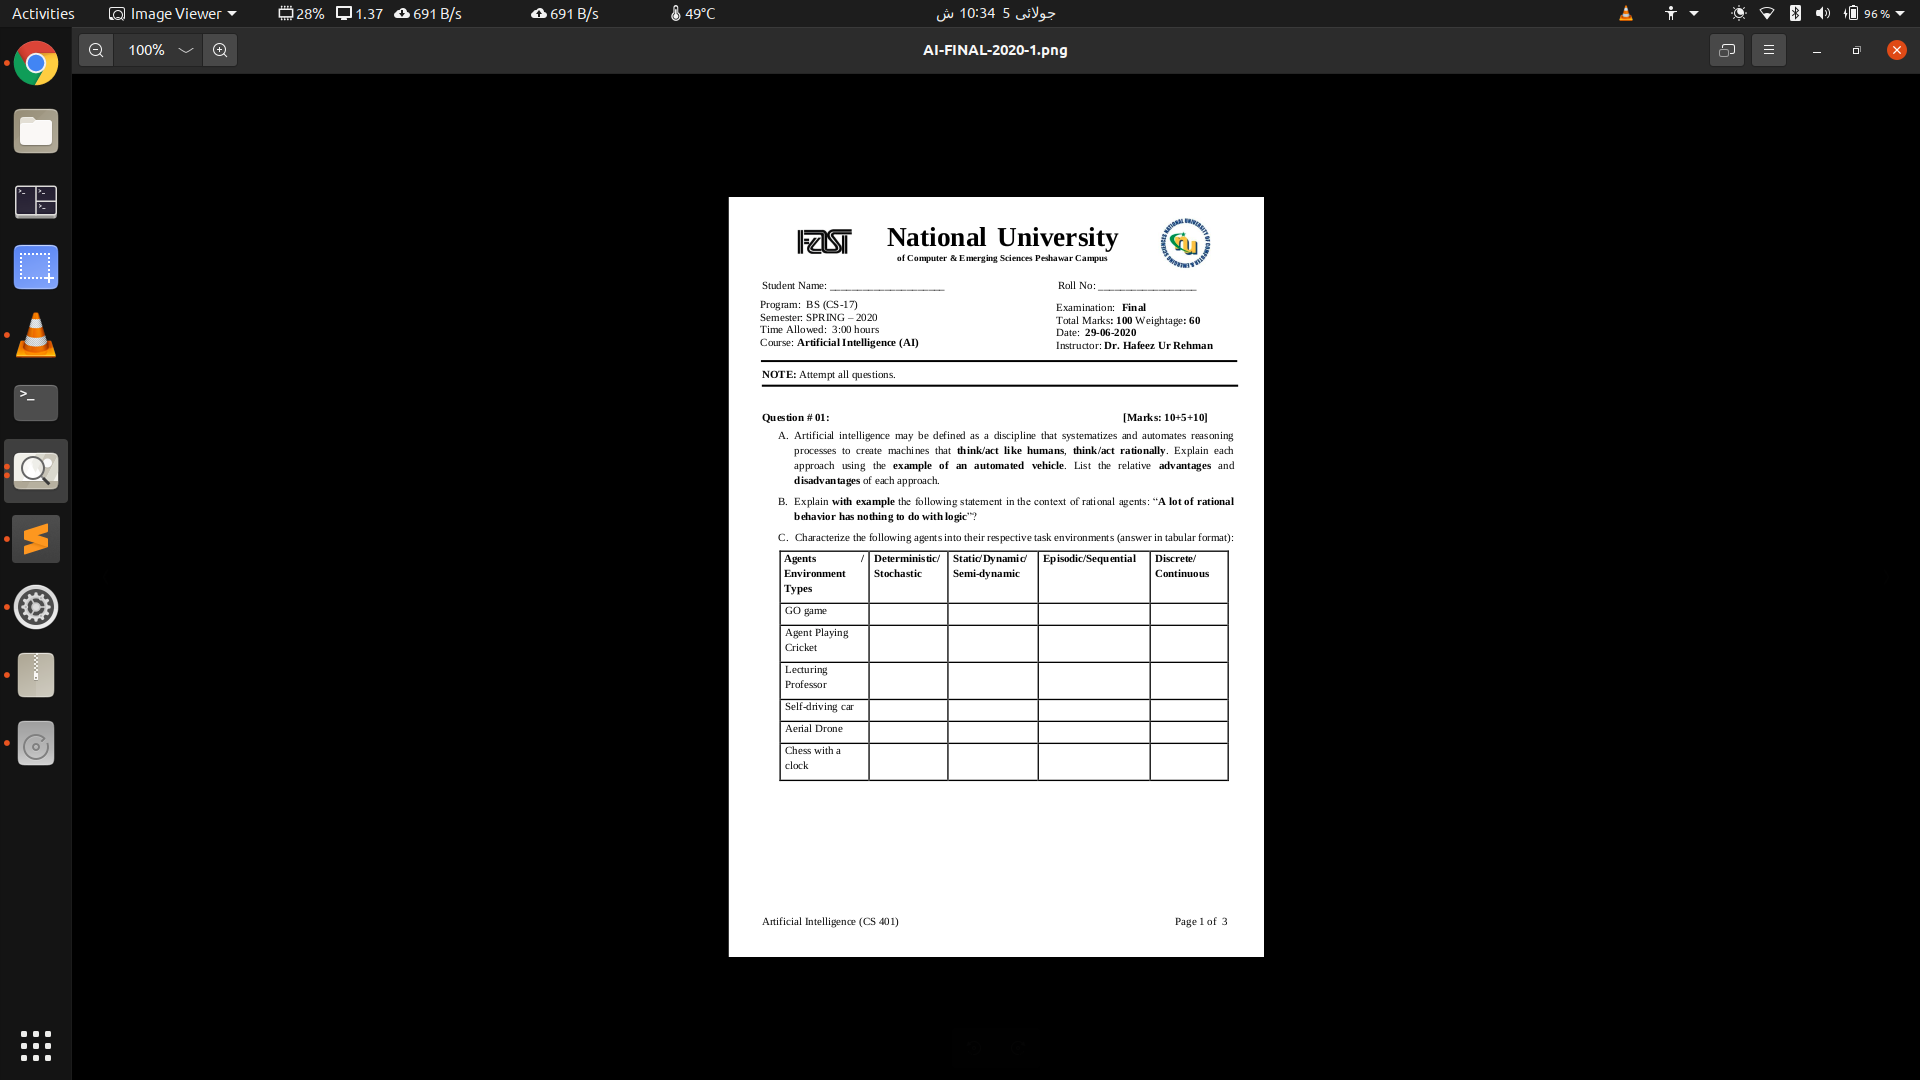 Activities Image Viewer 28% 1.37 691 B/s 691 B/s 49°C جولائی 5 10:34 ش 96 %
100% AI-FINAL-2020-1.png
FAST
National University
of Computer & Emerging Sciences Peshawar Campus
NATIONAL UNIVERSITY OF COMPUTER & EMERGING SCIENCES
nu
Student Name: _____________________ Roll No: __________________
Program: BS (CS-17)
Semester: SPRING – 2020
Time Allowed: 3:00 hours
Course: Artificial Intelligence (AI)
Examination: Final
Total Marks: 100 Weightage: 60
Date: 29-06-2020
Instructor: Dr. Hafeez Ur Rehman
NOTE: Attempt all questions.
Question # 01: [Marks: 10+5+10]
A. Artificial intelligence may be defined as a discipline that systematizes and automates reasoning
processes to create machines that think/act like humans, think/act rationally. Explain each
approach using the example of an automated vehicle. List the relative advantages and
disadvantages of each approach.
B. Explain with example the following statement in the context of rational agents: “A lot of rational
behavior has nothing to do with logic”?
C. Characterize the following agents into their respective task environments (answer in tabular format):
Agents / Deterministic/ Static/Dynamic/ Episodic/Sequential Discrete/
Environment Stochastic Semi-dynamic Continuous
Types
GO game
Agent Playing
Cricket
Lecturing
Professor
Self-driving car
Aerial Drone
Chess with a
clock
Artificial Intelligence (CS 401) Page 1 of 3